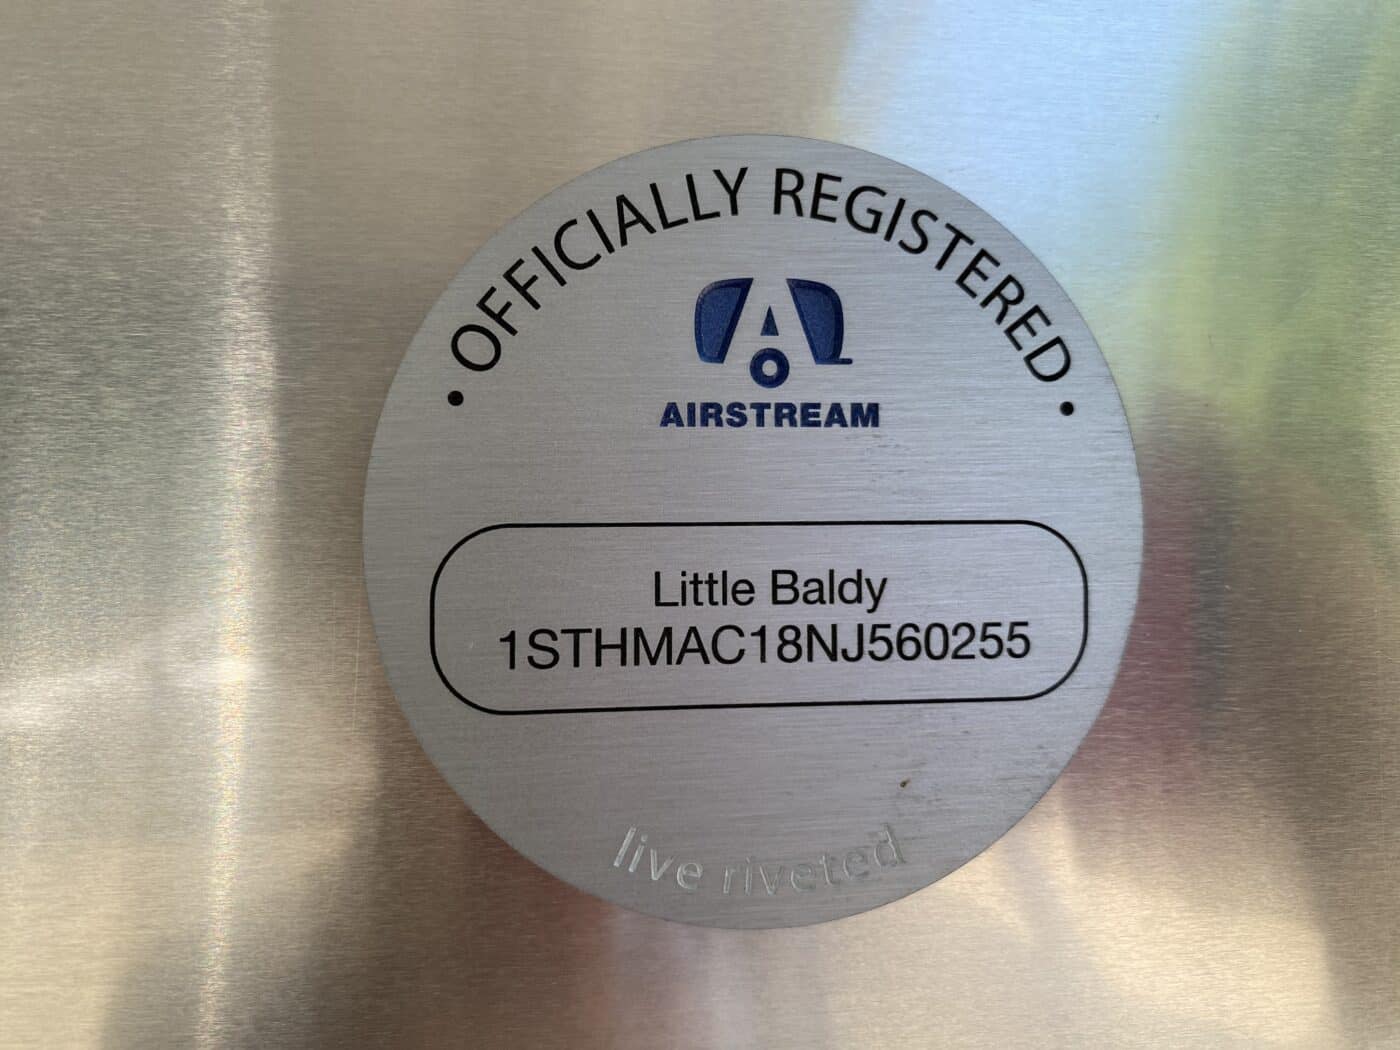 • OFFICIALLY REGISTERED •
AIRSTREAM
Little Baldy
1STHMAC18NJ560255
live riveted